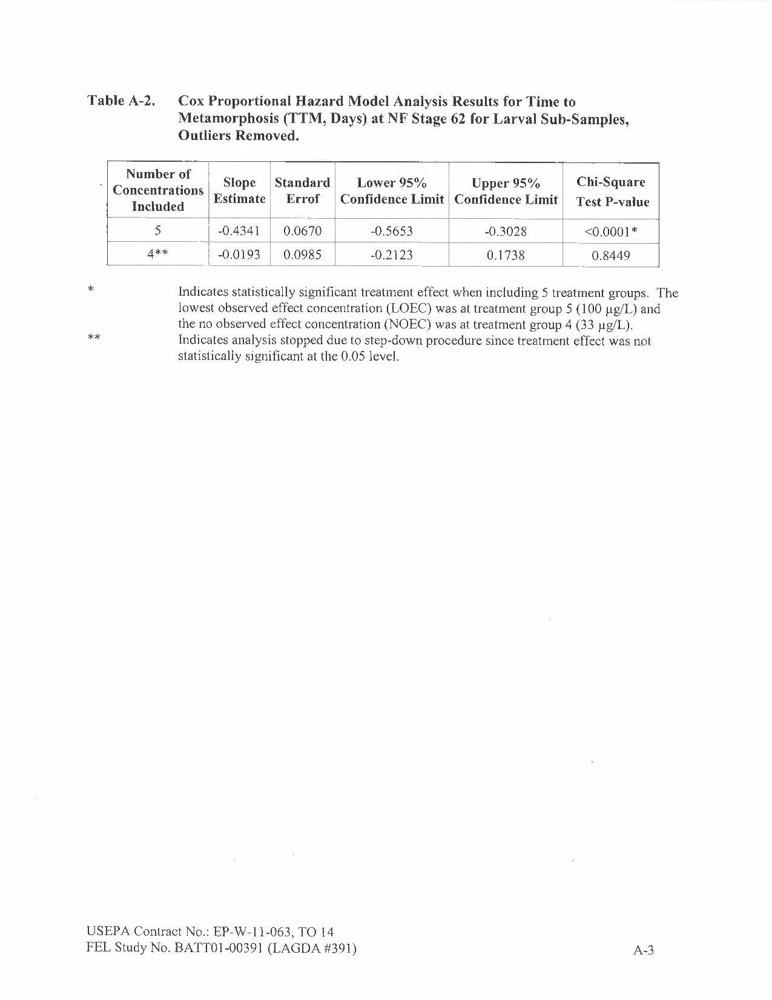 Table A-2. Cox Proportional Hazard Model Analysis Results for Time to
Metamorphosis (TTM, Days) at NF Stage 62 for Larval Sub-Samples,
Outliers Removed.
Number of Concentrations Included Slope Estimate Standard Errof Lower 95% Confidence Limit Upper 95% Confidence Limit Chi-Square Test P-value
5 -0.4341 0.0670 -0.5653 -0.3028 <0.0001*
4** -0.0193 0.0985 -0.2123 0.1738 0.8449
* Indicates statistically significant treatment effect when including 5 treatment groups. The
lowest observed effect concentration (LOEC) was at treatment group 5 (100 µg/L) and
the no observed effect concentration (NOEC) was at treatment group 4 (33 µg/L).
** Indicates analysis stopped due to step-down procedure since treatment effect was not
statistically significant at the 0.05 level.
USEPA Contract No.: EP-W-11-063, TO 14
FEL Study No. BATT01-00391 (LAGDA #391) A-3